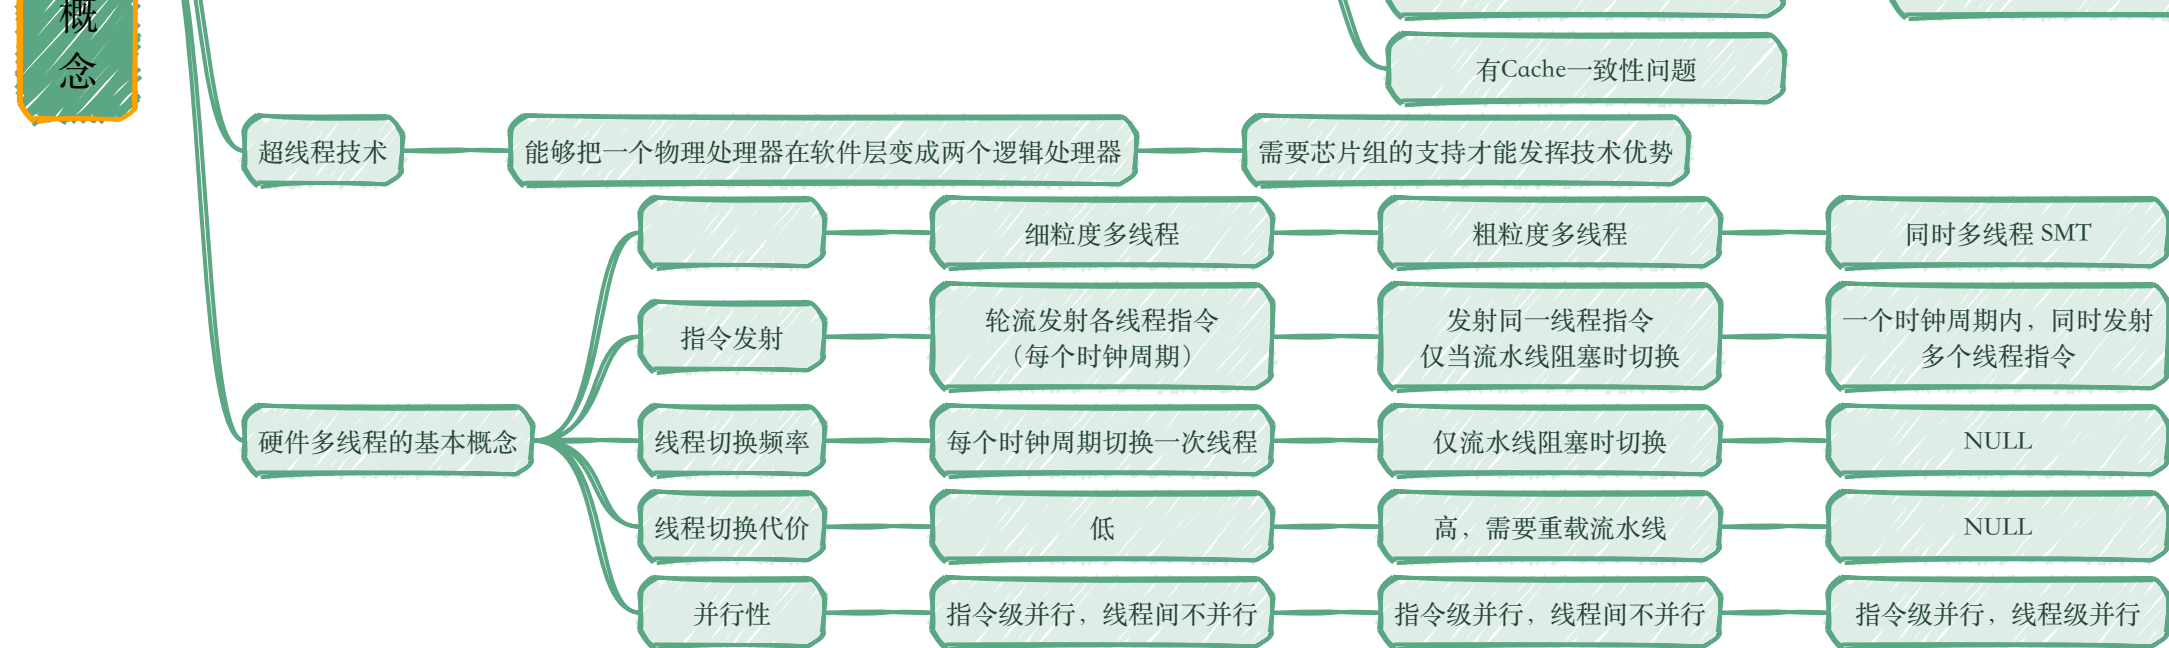 概
念
有Cache一致性问题
超线程技术
能够把一个物理处理器在软件层变成两个逻辑处理器
需要芯片组的支持才能发挥技术优势
硬件多线程的基本概念
细粒度多线程
粗粒度多线程
同时多线程 SMT
指令发射
轮流发射各线程指令
（每个时钟周期）
发射同一线程指令
仅当流水线阻塞时切换
一个时钟周期内，同时发射
多个线程指令
线程切换频率
每个时钟周期切换一次线程
仅流水线阻塞时切换
NULL
线程切换代价
低
高，需要重载流水线
NULL
并行性
指令级并行，线程间不并行
指令级并行，线程间不并行
指令级并行，线程级并行